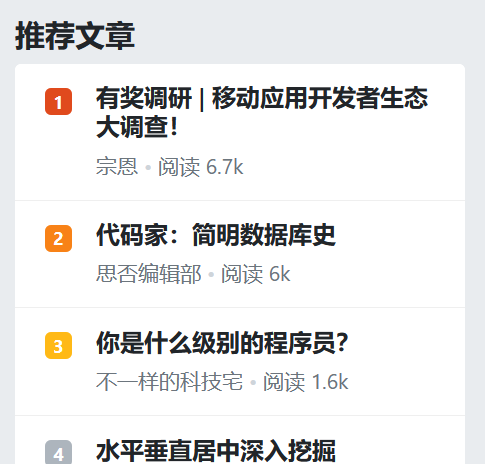 推荐文章
1
有奖调研 | 移动应用开发者生态
大调查！
宗恩 • 阅读 6.7k
2
代码家：简明数据库史
思否编辑部 • 阅读 6k
3
你是什么级别的程序员？
不一样的科技宅 • 阅读 1.6k
4
水平垂直居中深入挖掘